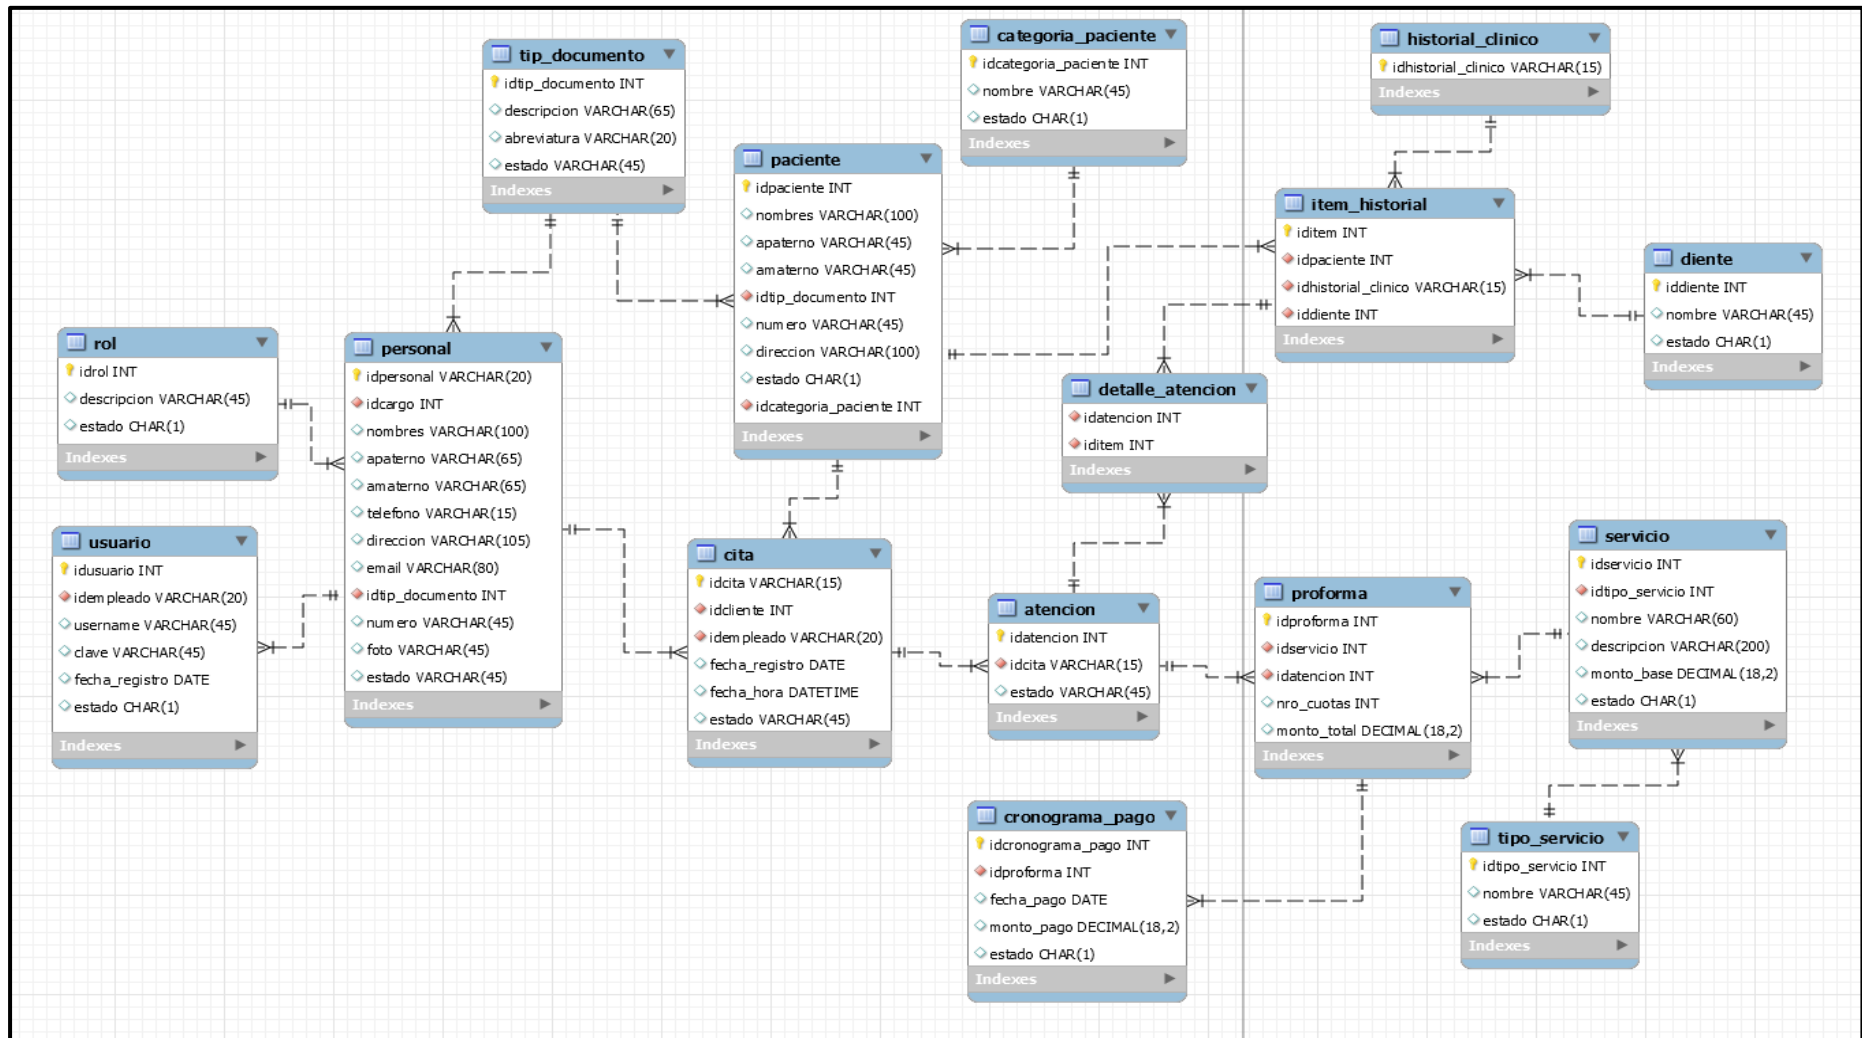 tip_documento
idtip_documento INT
descripcion VARCHAR(65)
abreviatura VARCHAR(20)
estado VARCHAR(45)
Indexes
categoria_paciente
idcategoria_paciente INT
nombre VARCHAR(45)
estado CHAR(1)
Indexes
historial_clinico
idhistorial_clinico VARCHAR(15)
Indexes
paciente
idpaciente INT
nombres VARCHAR(100)
apaterno VARCHAR(45)
amaterno VARCHAR(45)
idtip_documento INT
numero VARCHAR(45)
direccion VARCHAR(100)
estado CHAR(1)
idcategoria_paciente INT
Indexes
item_historial
iditem INT
idpaciente INT
idhistorial_clinico VARCHAR(15)
iddiente INT
Indexes
diente
iddiente INT
nombre VARCHAR(45)
estado CHAR(1)
Indexes
rol
idrol INT
descripcion VARCHAR(45)
estado CHAR(1)
Indexes
personal
idpersonal VARCHAR(20)
idcargo INT
nombres VARCHAR(100)
apaterno VARCHAR(65)
amaterno VARCHAR(65)
telefono VARCHAR(15)
direccion VARCHAR(105)
email VARCHAR(80)
idtip_documento INT
numero VARCHAR(45)
foto VARCHAR(45)
estado VARCHAR(45)
Indexes
detalle_atencion
idatencion INT
iditem INT
Indexes
usuario
idusuario INT
idempleado VARCHAR(20)
username VARCHAR(45)
clave VARCHAR(45)
fecha_registro DATE
estado CHAR(1)
Indexes
cita
idcita VARCHAR(15)
idcliente INT
idempleado VARCHAR(20)
fecha_registro DATE
fecha_hora DATETIME
estado VARCHAR(45)
Indexes
atencion
idatencion INT
idcita VARCHAR(15)
estado VARCHAR(45)
Indexes
proforma
idproforma INT
idservicio INT
idatencion INT
nro_cuotas INT
monto_total DECIMAL(18,2)
Indexes
servicio
idservicio INT
idtipo_servicio INT
nombre VARCHAR(60)
descripcion VARCHAR(200)
monto_base DECIMAL(18,2)
estado CHAR(1)
Indexes
cronograma_pago
idcronograma_pago INT
idproforma INT
fecha_pago DATE
monto_pago DECIMAL(18,2)
estado CHAR(1)
Indexes
tipo_servicio
idtipo_servicio INT
nombre VARCHAR(45)
estado CHAR(1)
Indexes